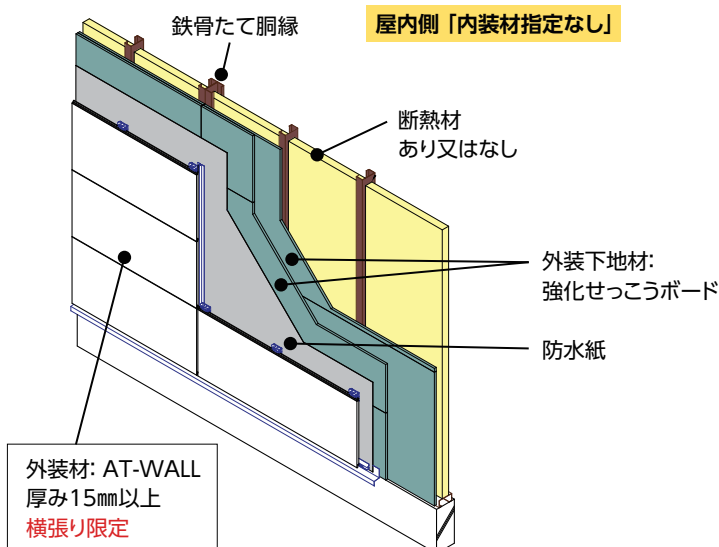 鉄骨たて胴縁
屋内側「内装材指定なし」
断熱材
あり又はなし
外装下地材:
強化せっこうボード
防水紙
外装材: AT-WALL
厚み15㎜以上
横張り限定